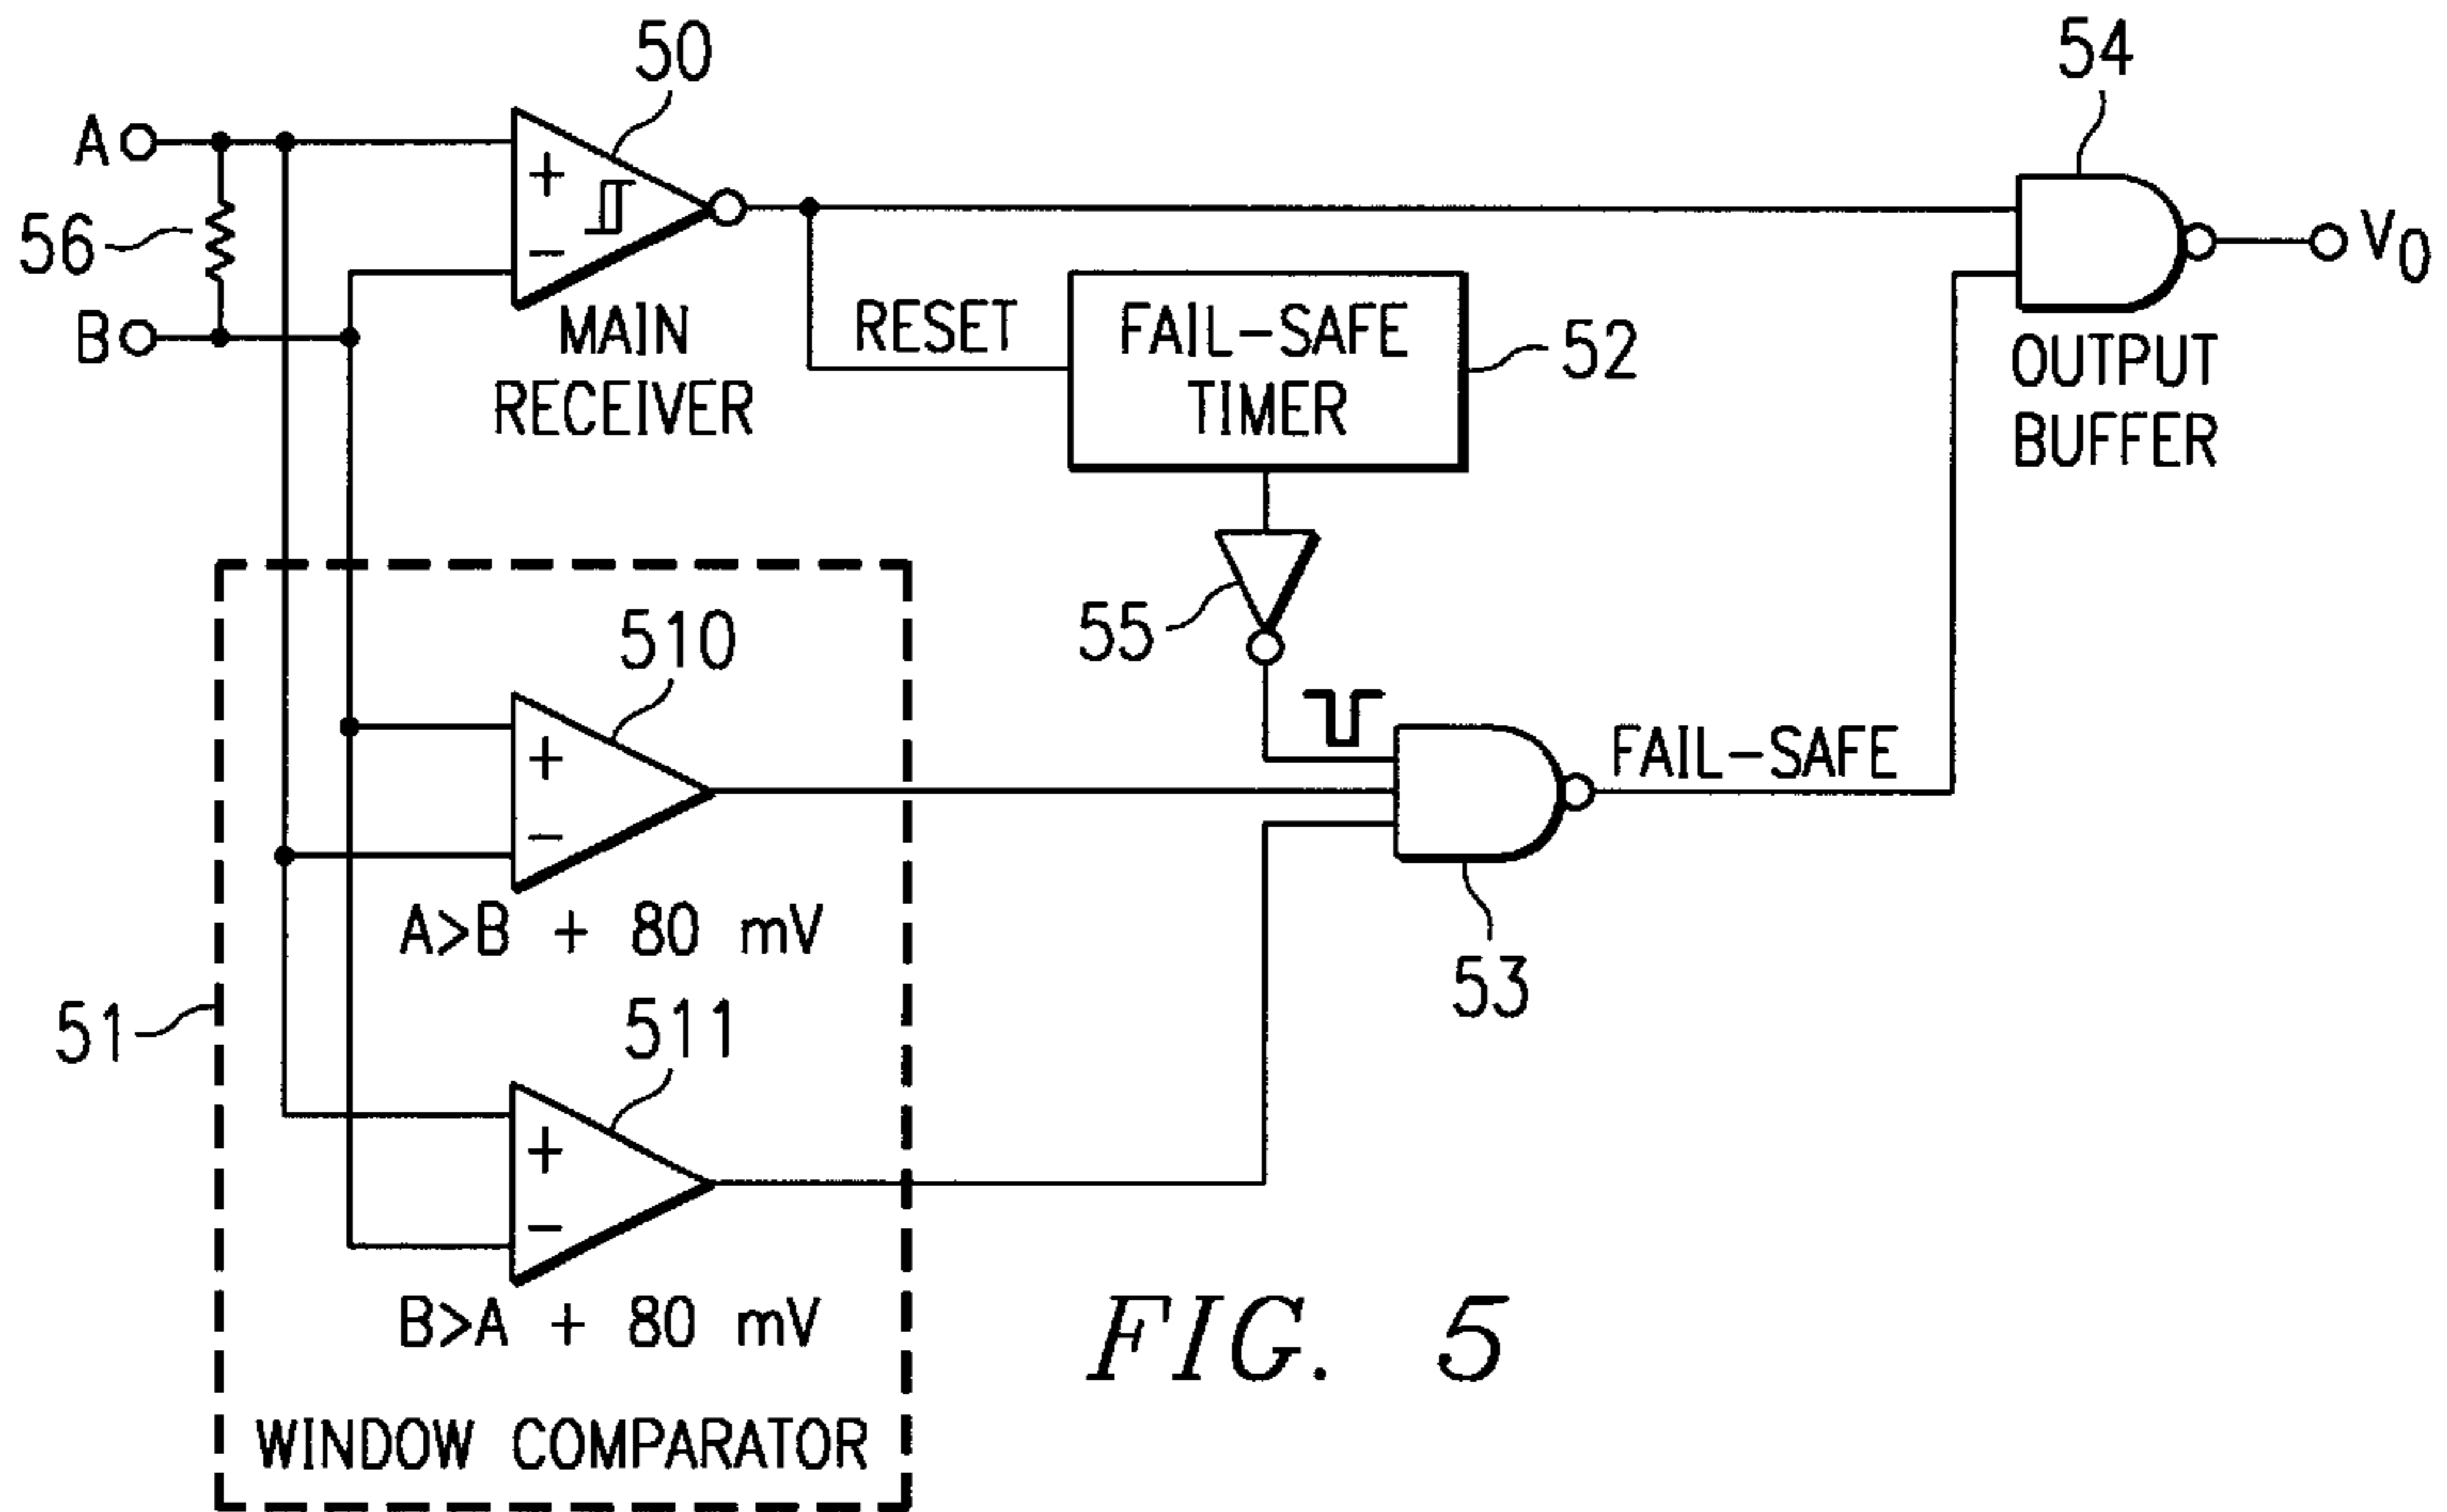 50
54
A
+
−
56
B
MAIN
RECEIVER
RESET
FAIL-SAFE
TIMER
52
V0
OUTPUT
BUFFER
55
510
+
−
A>B + 80 mV
FAIL-SAFE
53
51
511
+
−
B>A + 80 mV
WINDOW COMPARATOR
FIG. 5